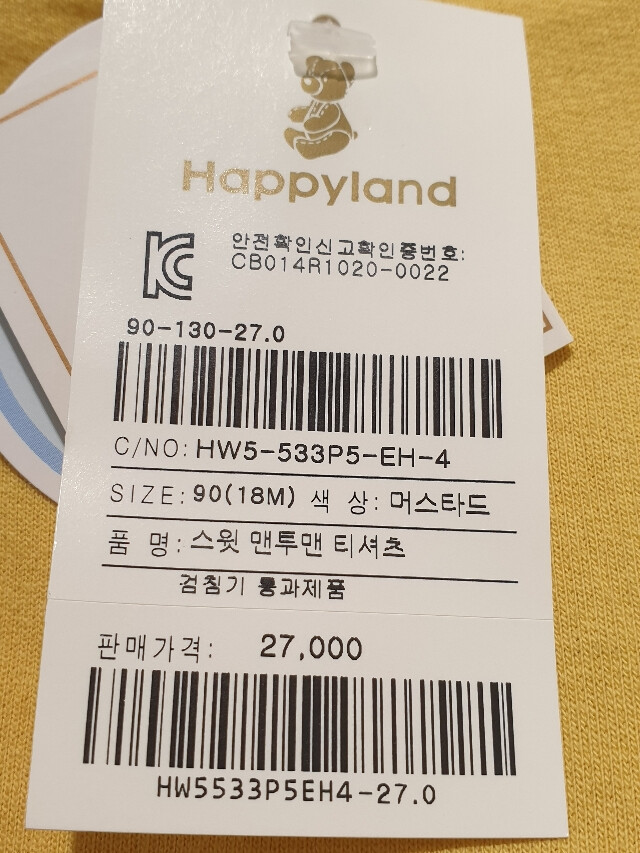 Happyland
안전확인신고확인증번호:
CB014R1020-0022
90-130-27.0
C/NO: HW5-533P5-EH-4
SIZE: 90(18M) 색 상: 머스타드
품 명: 스윗 맨투맨 티셔츠
검침기 통과제품
판매가격: 27,000
HW5533P5EH4-27.0